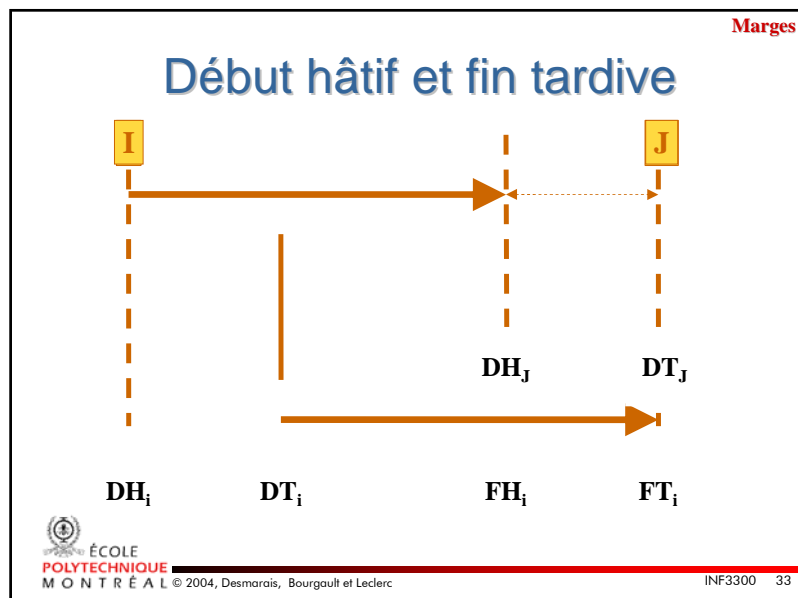 Marges
Début hâtif et fin tardive
I J
DH_J DT_J
DH_i DT_i FH_i FT_i
ÉCOLE
POLYTECHNIQUE
MONTRÉAL © 2004, Desmarais, Bourgault et Leclerc INF3300 33